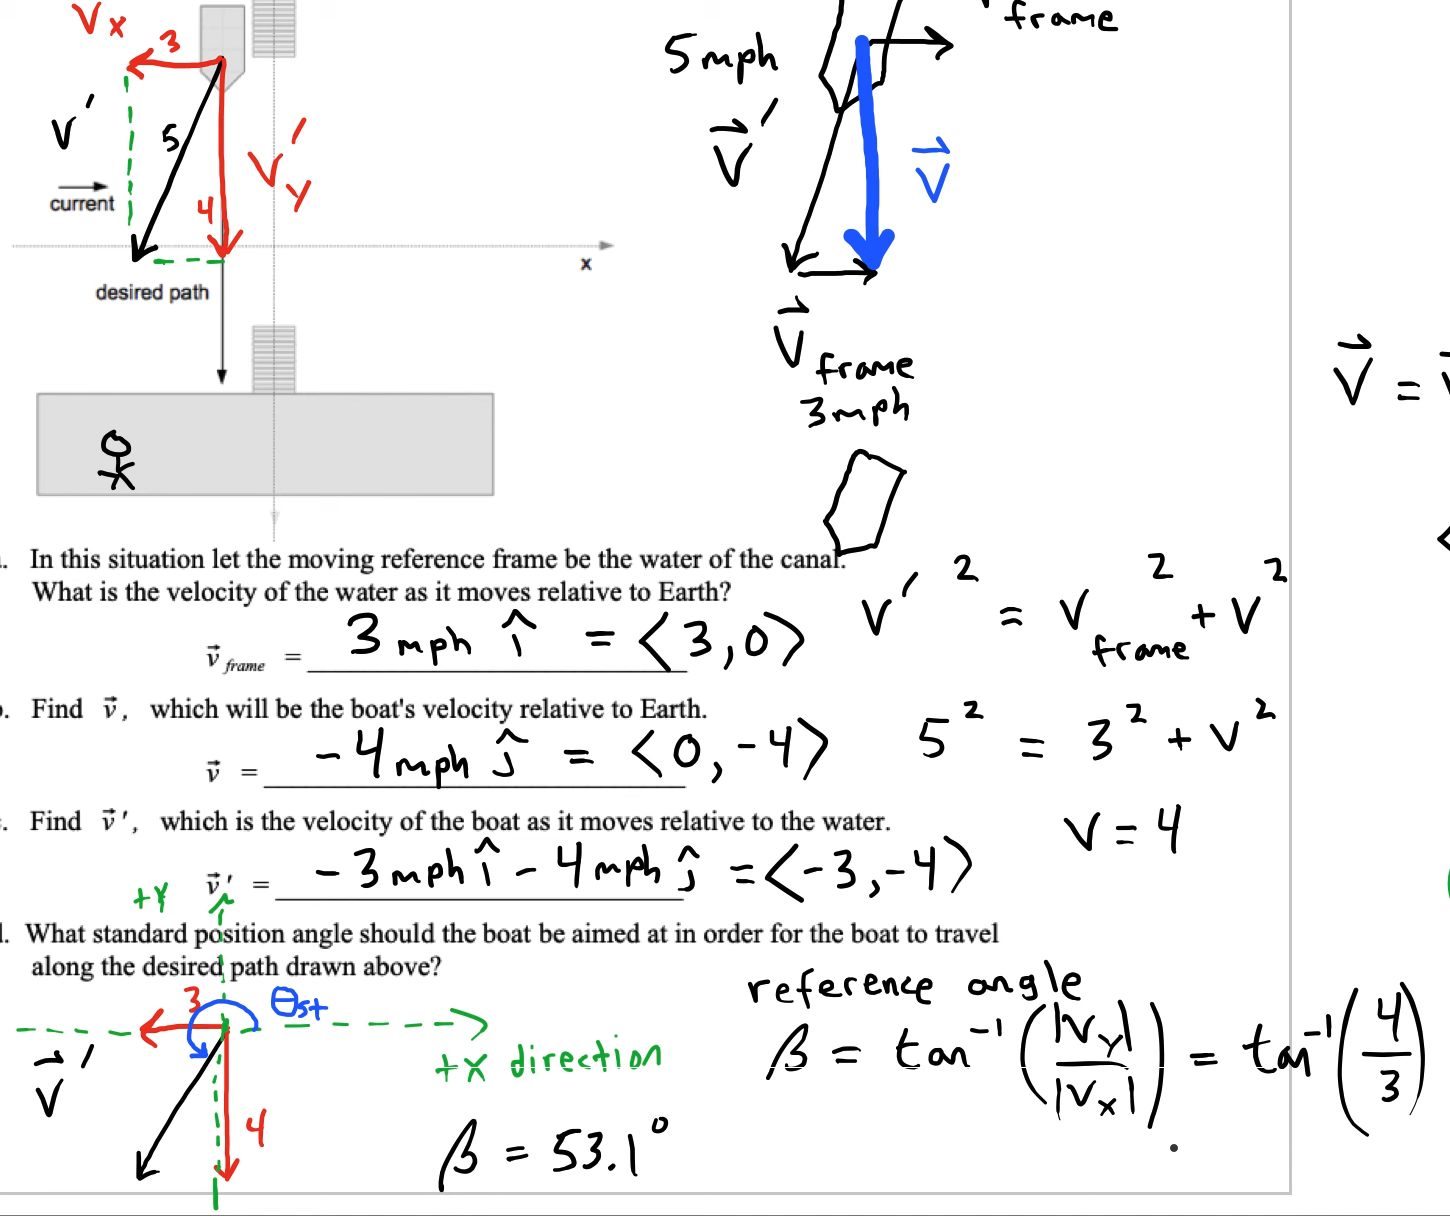 Vx
3
V'
5
4
V'y
current
x
desired path
5 mph
V⃗'
V⃗
frame
V⃗ frame
3 mph
V⃗ =
. In this situation let the moving reference frame be the water of the canal.
What is the velocity of the water as it moves relative to Earth?
v⃗ frame = 3 mph î = <3,0>
V'² = V frame² + V²
. Find v⃗, which will be the boat's velocity relative to Earth.
v⃗ = -4 mph ĵ = <0,-4>
5² = 3² + V²
. Find v⃗', which is the velocity of the boat as it moves relative to the water.
v⃗' = -3 mph î - 4 mph ĵ = <-3,-4>
V = 4
+Y
. What standard position angle should the boat be aimed at in order for the boat to travel
along the desired path drawn above?
reference angle
β = tan⁻¹(|Vy|/|Vx|) = tan⁻¹(4/3)
3
θst
+X direction
V⃗'
4
β = 53.1°